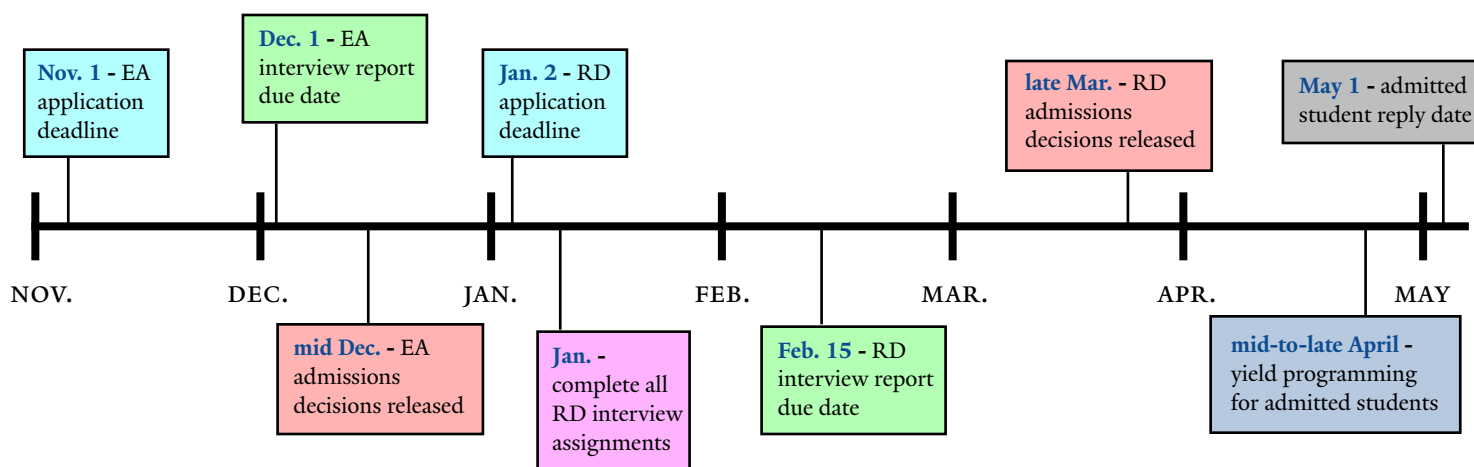 Nov. 1 - EA
application
deadline
Dec. 1 - EA
interview report
due date
Jan. 2 - RD
application
deadline
late Mar. - RD
admissions
decisions released
May 1 - admitted
student reply date
NOV.
DEC.
JAN.
FEB.
MAR.
APR.
MAY
mid Dec. - EA
admissions
decisions released
Jan. -
complete all
RD interview
assignments
Feb. 15 - RD
interview report
due date
mid-to-late April -
yield programming
for admitted students